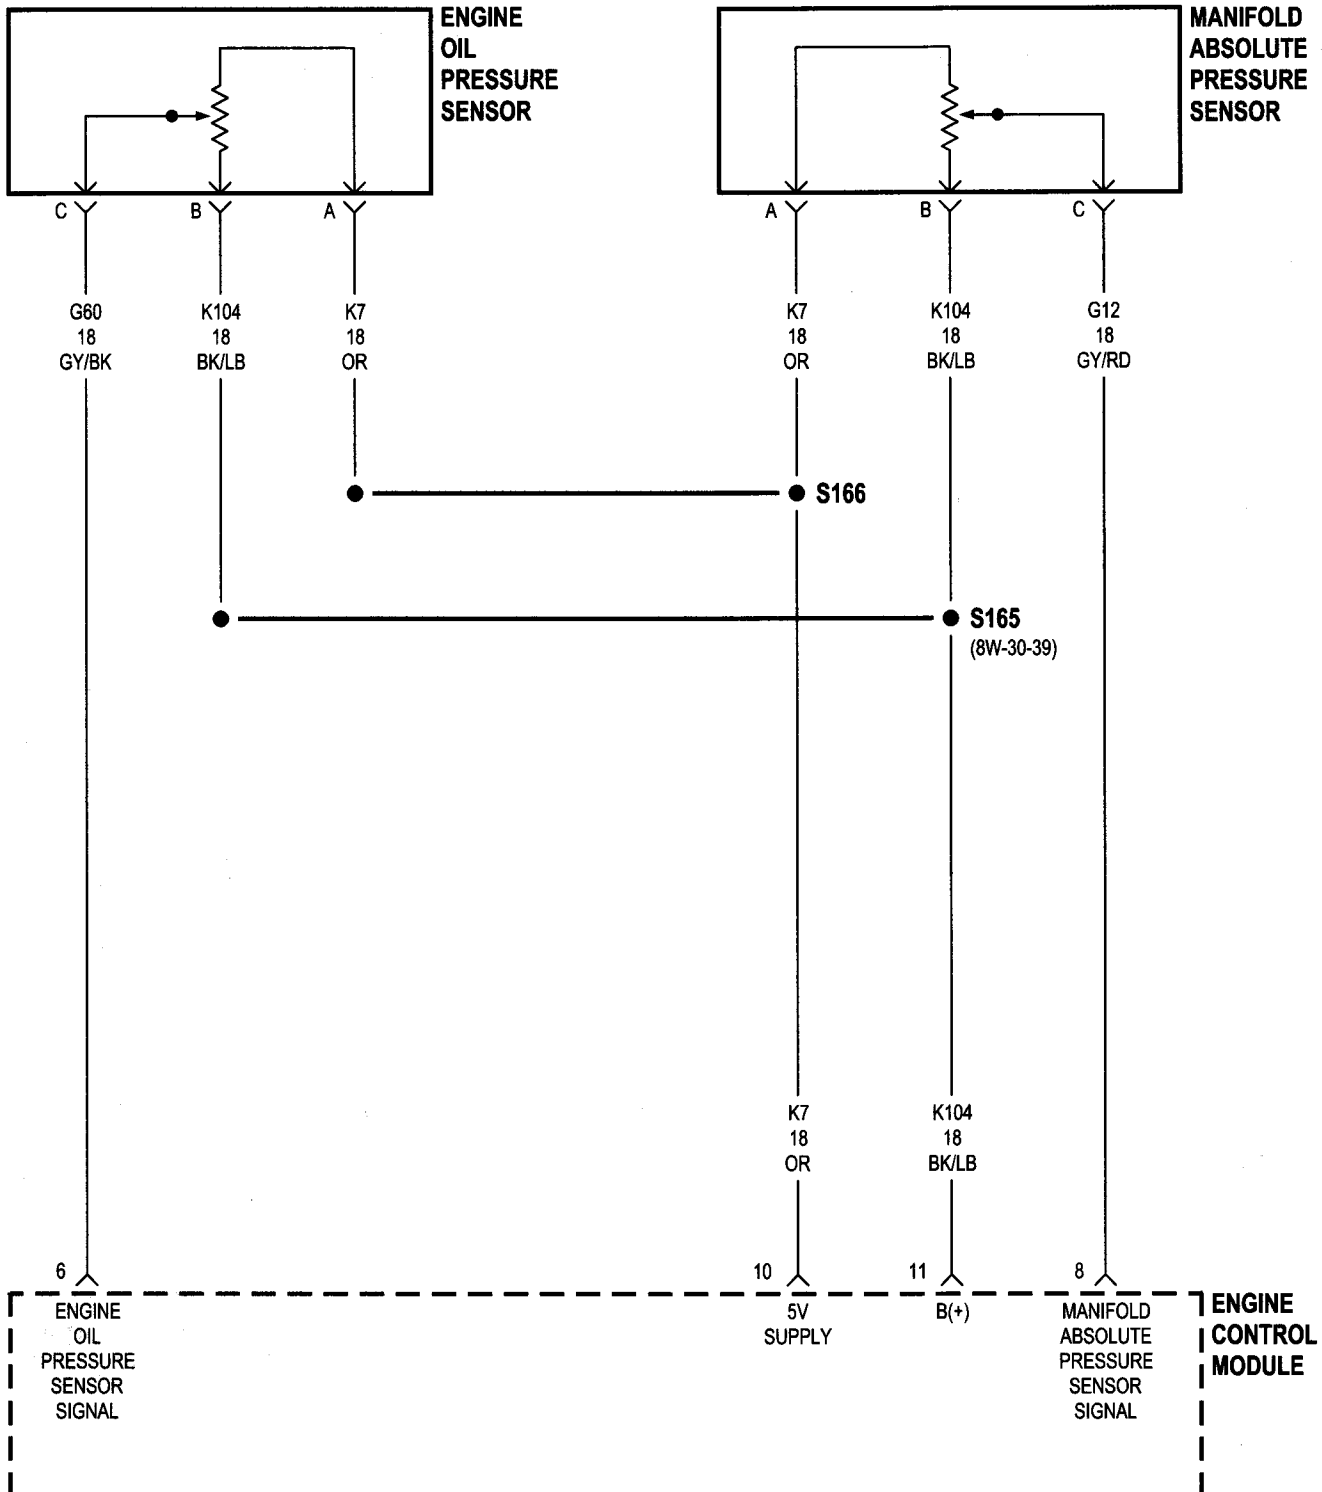 ENGINE
OIL
PRESSURE
SENSOR
MANIFOLD
ABSOLUTE
PRESSURE
SENSOR
C B A
A B C
G60
18
GY/BK
K104
18
BK/LB
K7
18
OR
K7
18
OR
K104
18
BK/LB
G12
18
GY/RD
S166
S165
(8W-30-39)
K7
18
OR
K104
18
BK/LB
6 10 11 8
ENGINE
OIL
PRESSURE
SENSOR
SIGNAL
5V
SUPPLY
B(+)
MANIFOLD
ABSOLUTE
PRESSURE
SENSOR
SIGNAL
ENGINE
CONTROL
MODULE